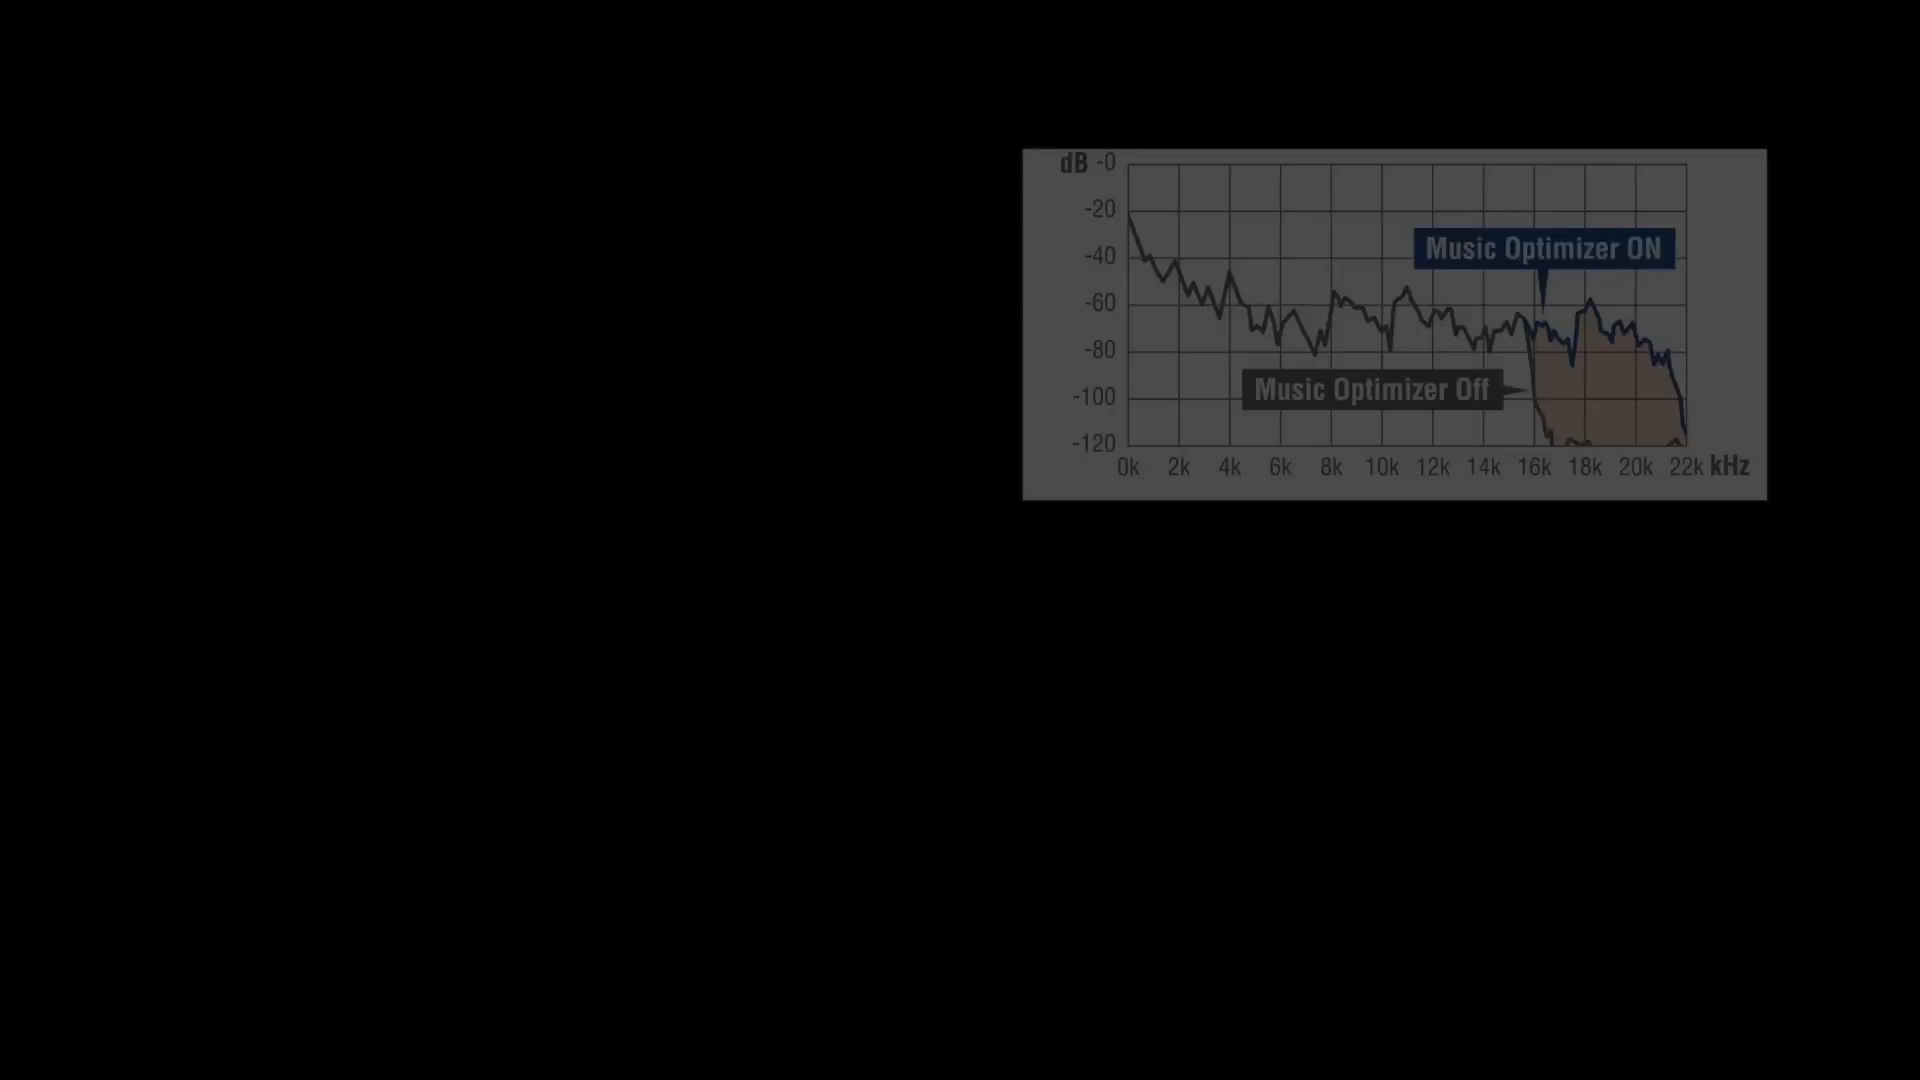 dB -0
-20
-40
-60
-80
-100
-120
Music Optimizer ON
Music Optimizer Off
0k 2k 4k 6k 8k 10k 12k 14k 16k 18k 20k 22k kHz